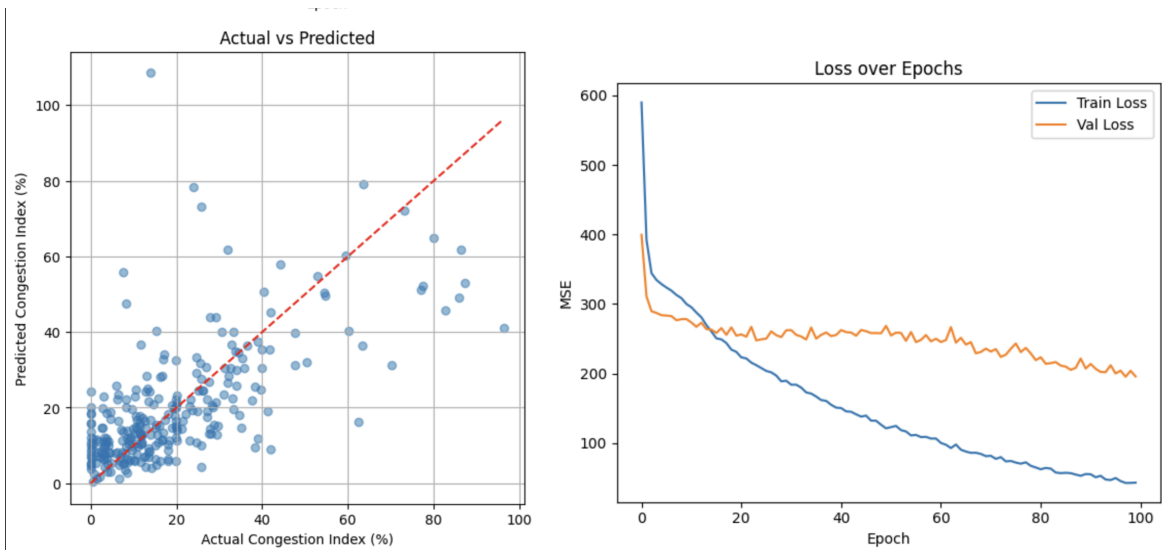 Actual vs Predicted
Predicted Congestion Index (%)
100
80
60
40
20
0
0 20 40 60 80 100
Actual Congestion Index (%)
Loss over Epochs
MSE
600
500
400
300
200
100
Train Loss
Val Loss
0 20 40 60 80 100
Epoch